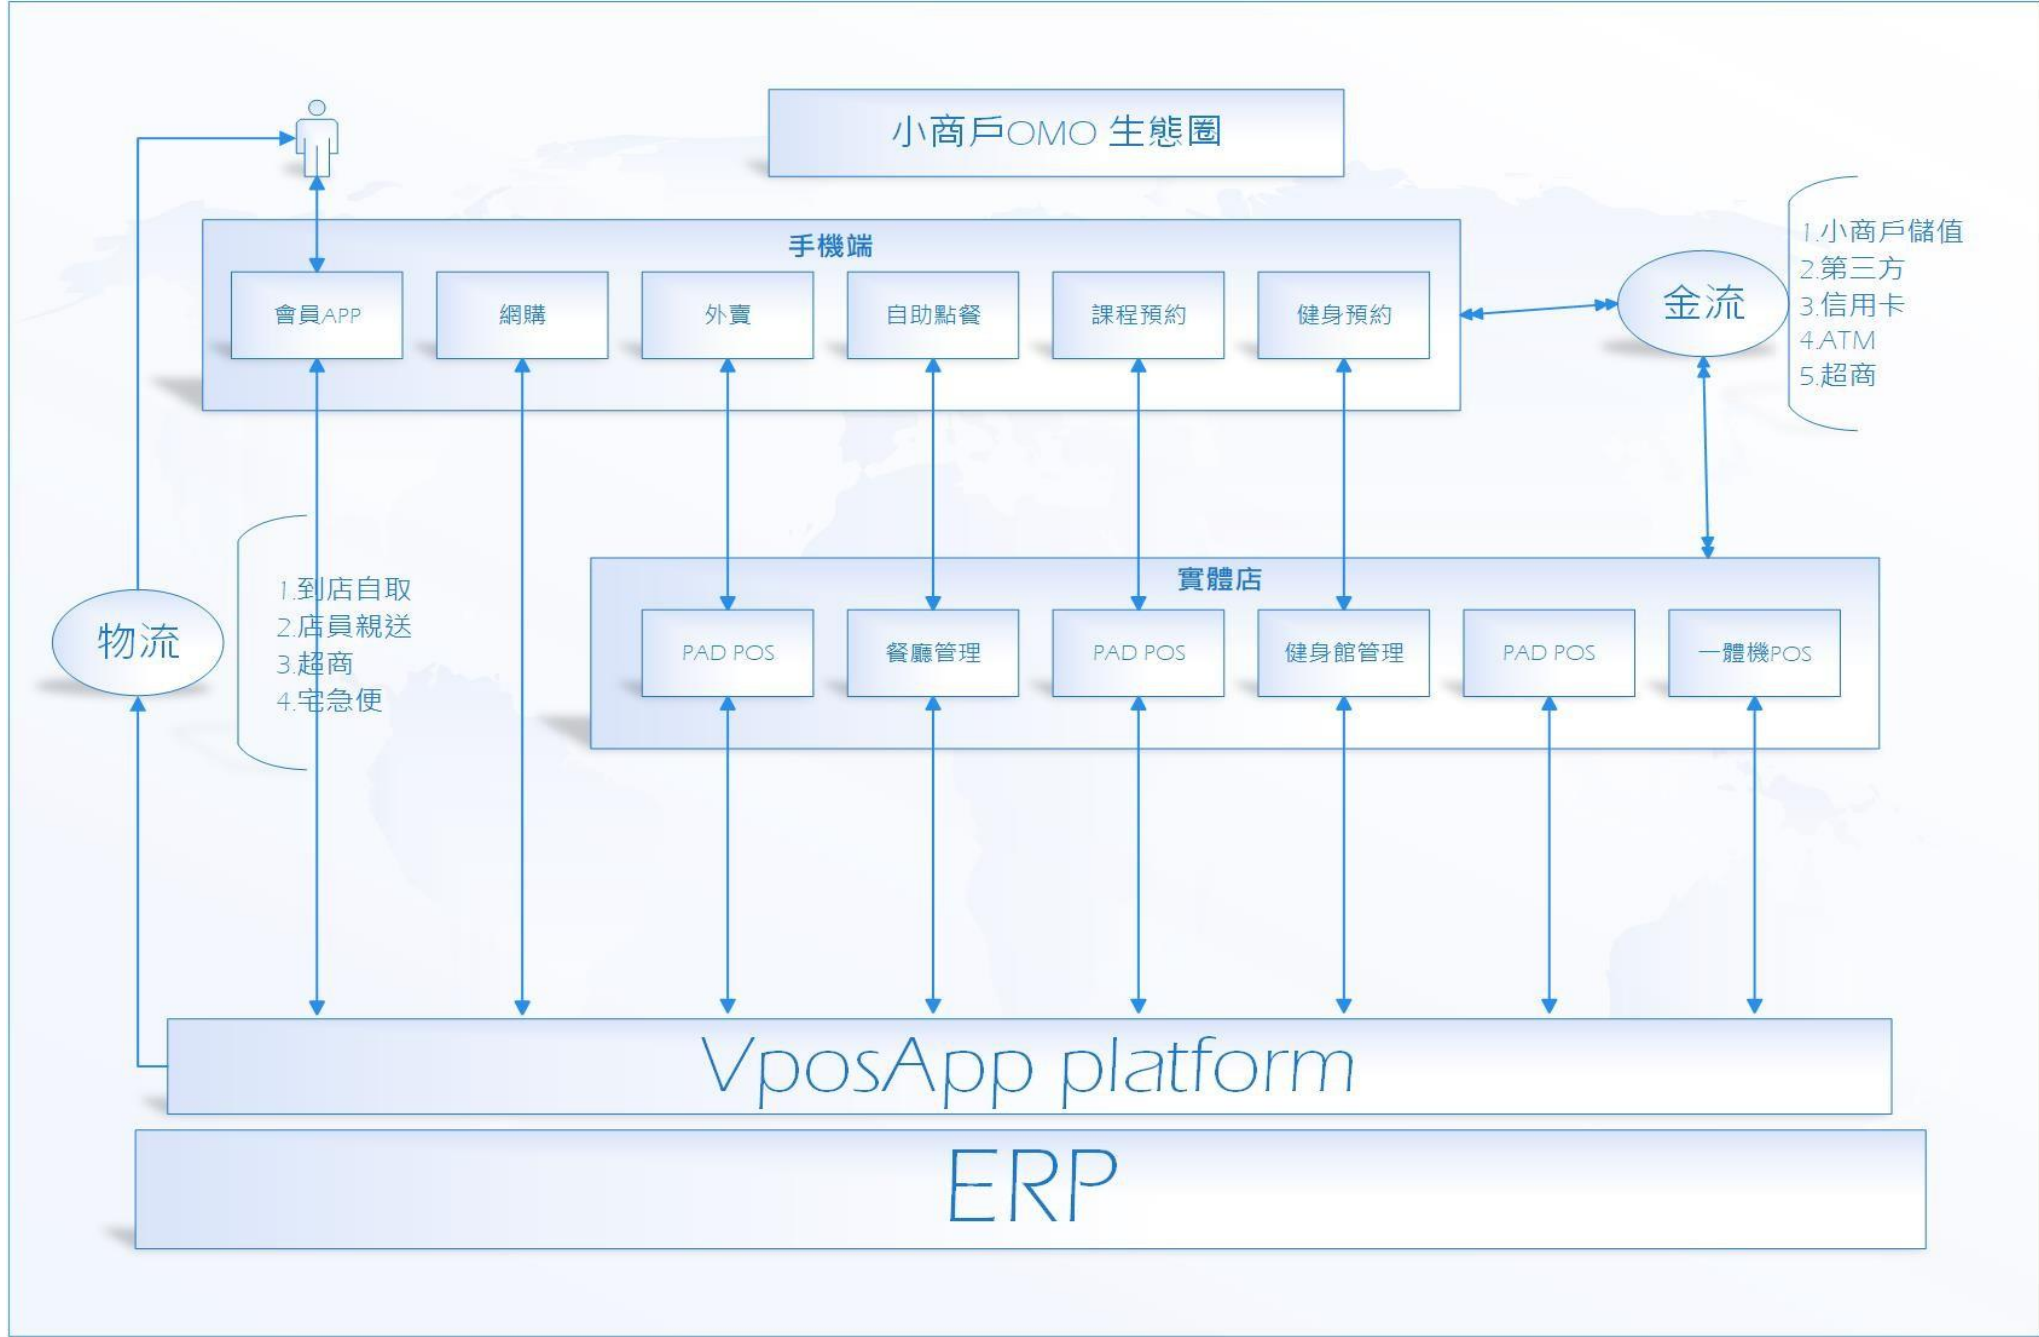 小商戶OMO 生態圈
手機端
會員APP
網購
外賣
自助點餐
課程預約
健身預約
金流
1.小商戶儲值
2.第三方
3.信用卡
4.ATM
5.超商
物流
1.到店自取
2.店員親送
3.超商
4.宅急便
實體店
PAD POS
餐廳管理
PAD POS
健身館管理
PAD POS
一體機POS
VposApp platform
ERP